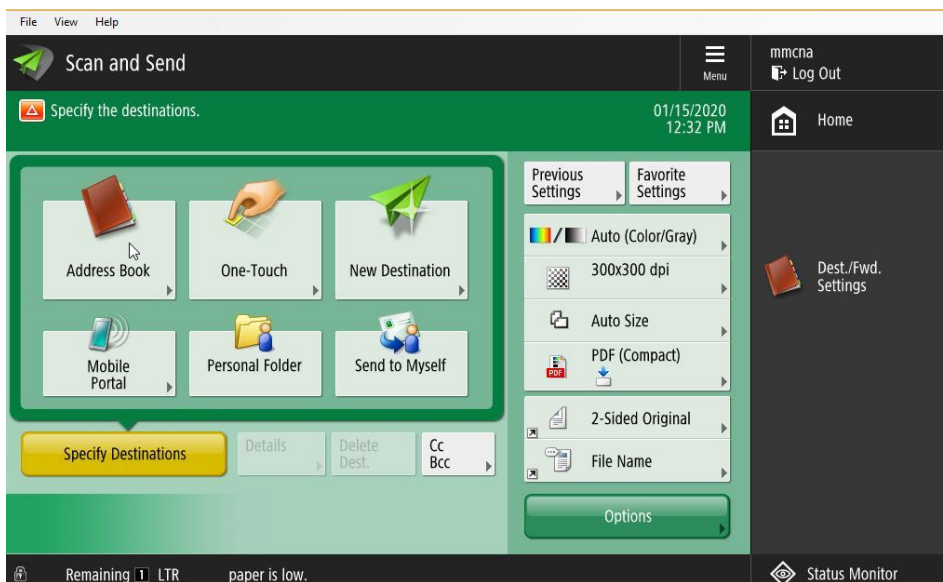 File View Help
Scan and Send
Menu
mmcna
Log Out
Specify the destinations.
01/15/2020
12:32 PM
Home
Address Book
One-Touch
New Destination
Mobile
Portal
Personal Folder
Send to Myself
Specify Destinations
Details
Delete
Dest.
Cc
Bcc
Previous
Settings
Favorite
Settings
Auto (Color/Gray)
300x300 dpi
Auto Size
PDF
PDF (Compact)
2-Sided Original
File Name
Options
Dest./Fwd.
Settings
Remaining 1 LTR paper is low.
Status Monitor